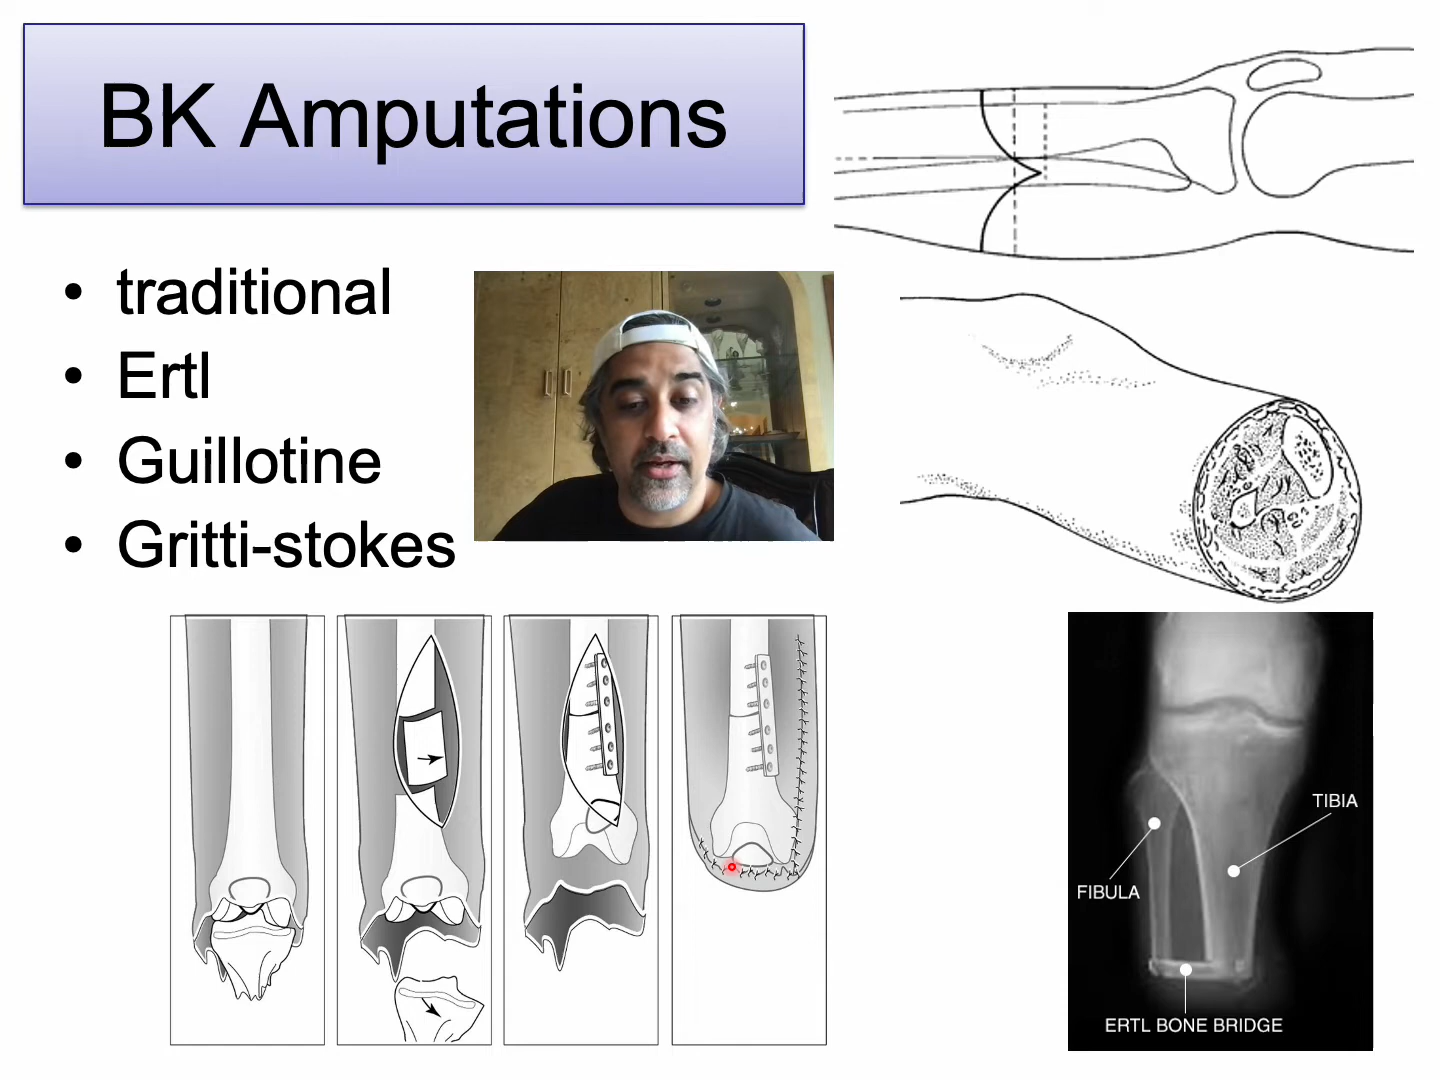 BK Amputations
• traditional
• Ertl
• Guillotine
• Gritti-stokes
TIBIA
FIBULA
ERTL BONE BRIDGE